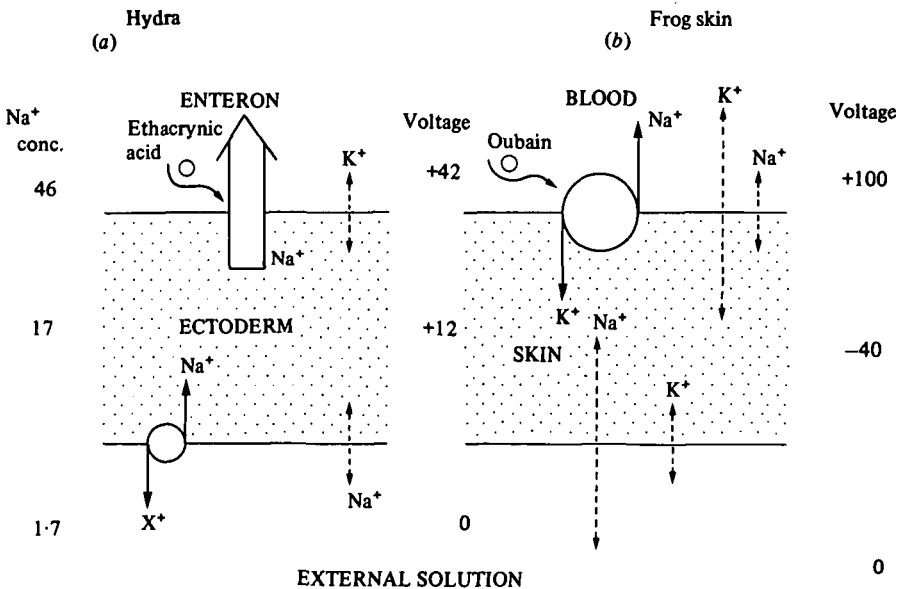 Hydra
(a)
Frog skin
(b)
Na+
conc.
ENTERON
Ethacrynic
acid
K+
Voltage
BLOOD
Oubain
Na+
K+
Na+
Voltage
46
+42
+100
Na+
17
ECTODERM
+12
K+
Na+
SKIN
-40
Na+
K+
Na+
X+
1·7
0
EXTERNAL SOLUTION
0